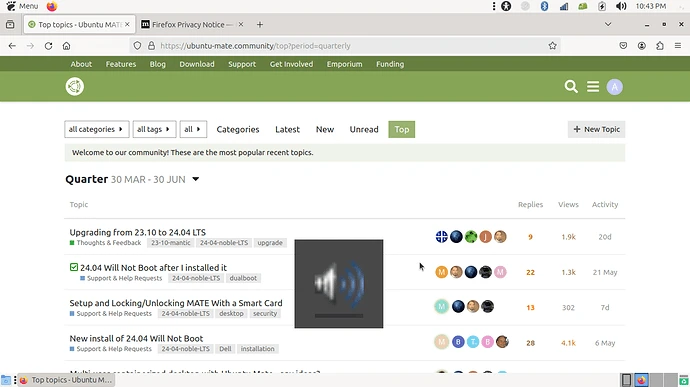 Menu
10:43 PM
Top topics - Ubuntu MATE
Firefox Privacy Notice —
https://ubuntu-mate.community/top?period=quarterly
About Features Blog Download Support Get Involved Emporium Funding
A
all categories all tags all Categories Latest New Unread Top + New Topic
Welcome to our community! These are the most popular recent topics.
Quarter 30 MAR - 30 JUN
Topic Replies Views Activity
Upgrading from 23.10 to 24.04 LTS
Thoughts & Feedback 23-10-mantic 24-04-noble-LTS upgrade
J
9 1.9k 20d
24.04 Will Not Boot after I installed it
Support & Help Requests 24-04-noble-LTS dualboot
M M
22 1.3k 21 May
Setup and Locking/Unlocking MATE With a Smart Card
Support & Help Requests 24-04-noble-LTS desktop security
M
13 302 7d
New install of 24.04 Will Not Boot
Support & Help Requests 24-04-noble-LTS Dell installation
M B T B
28 4.1k 6 May
Top topics - Ubuntu M...